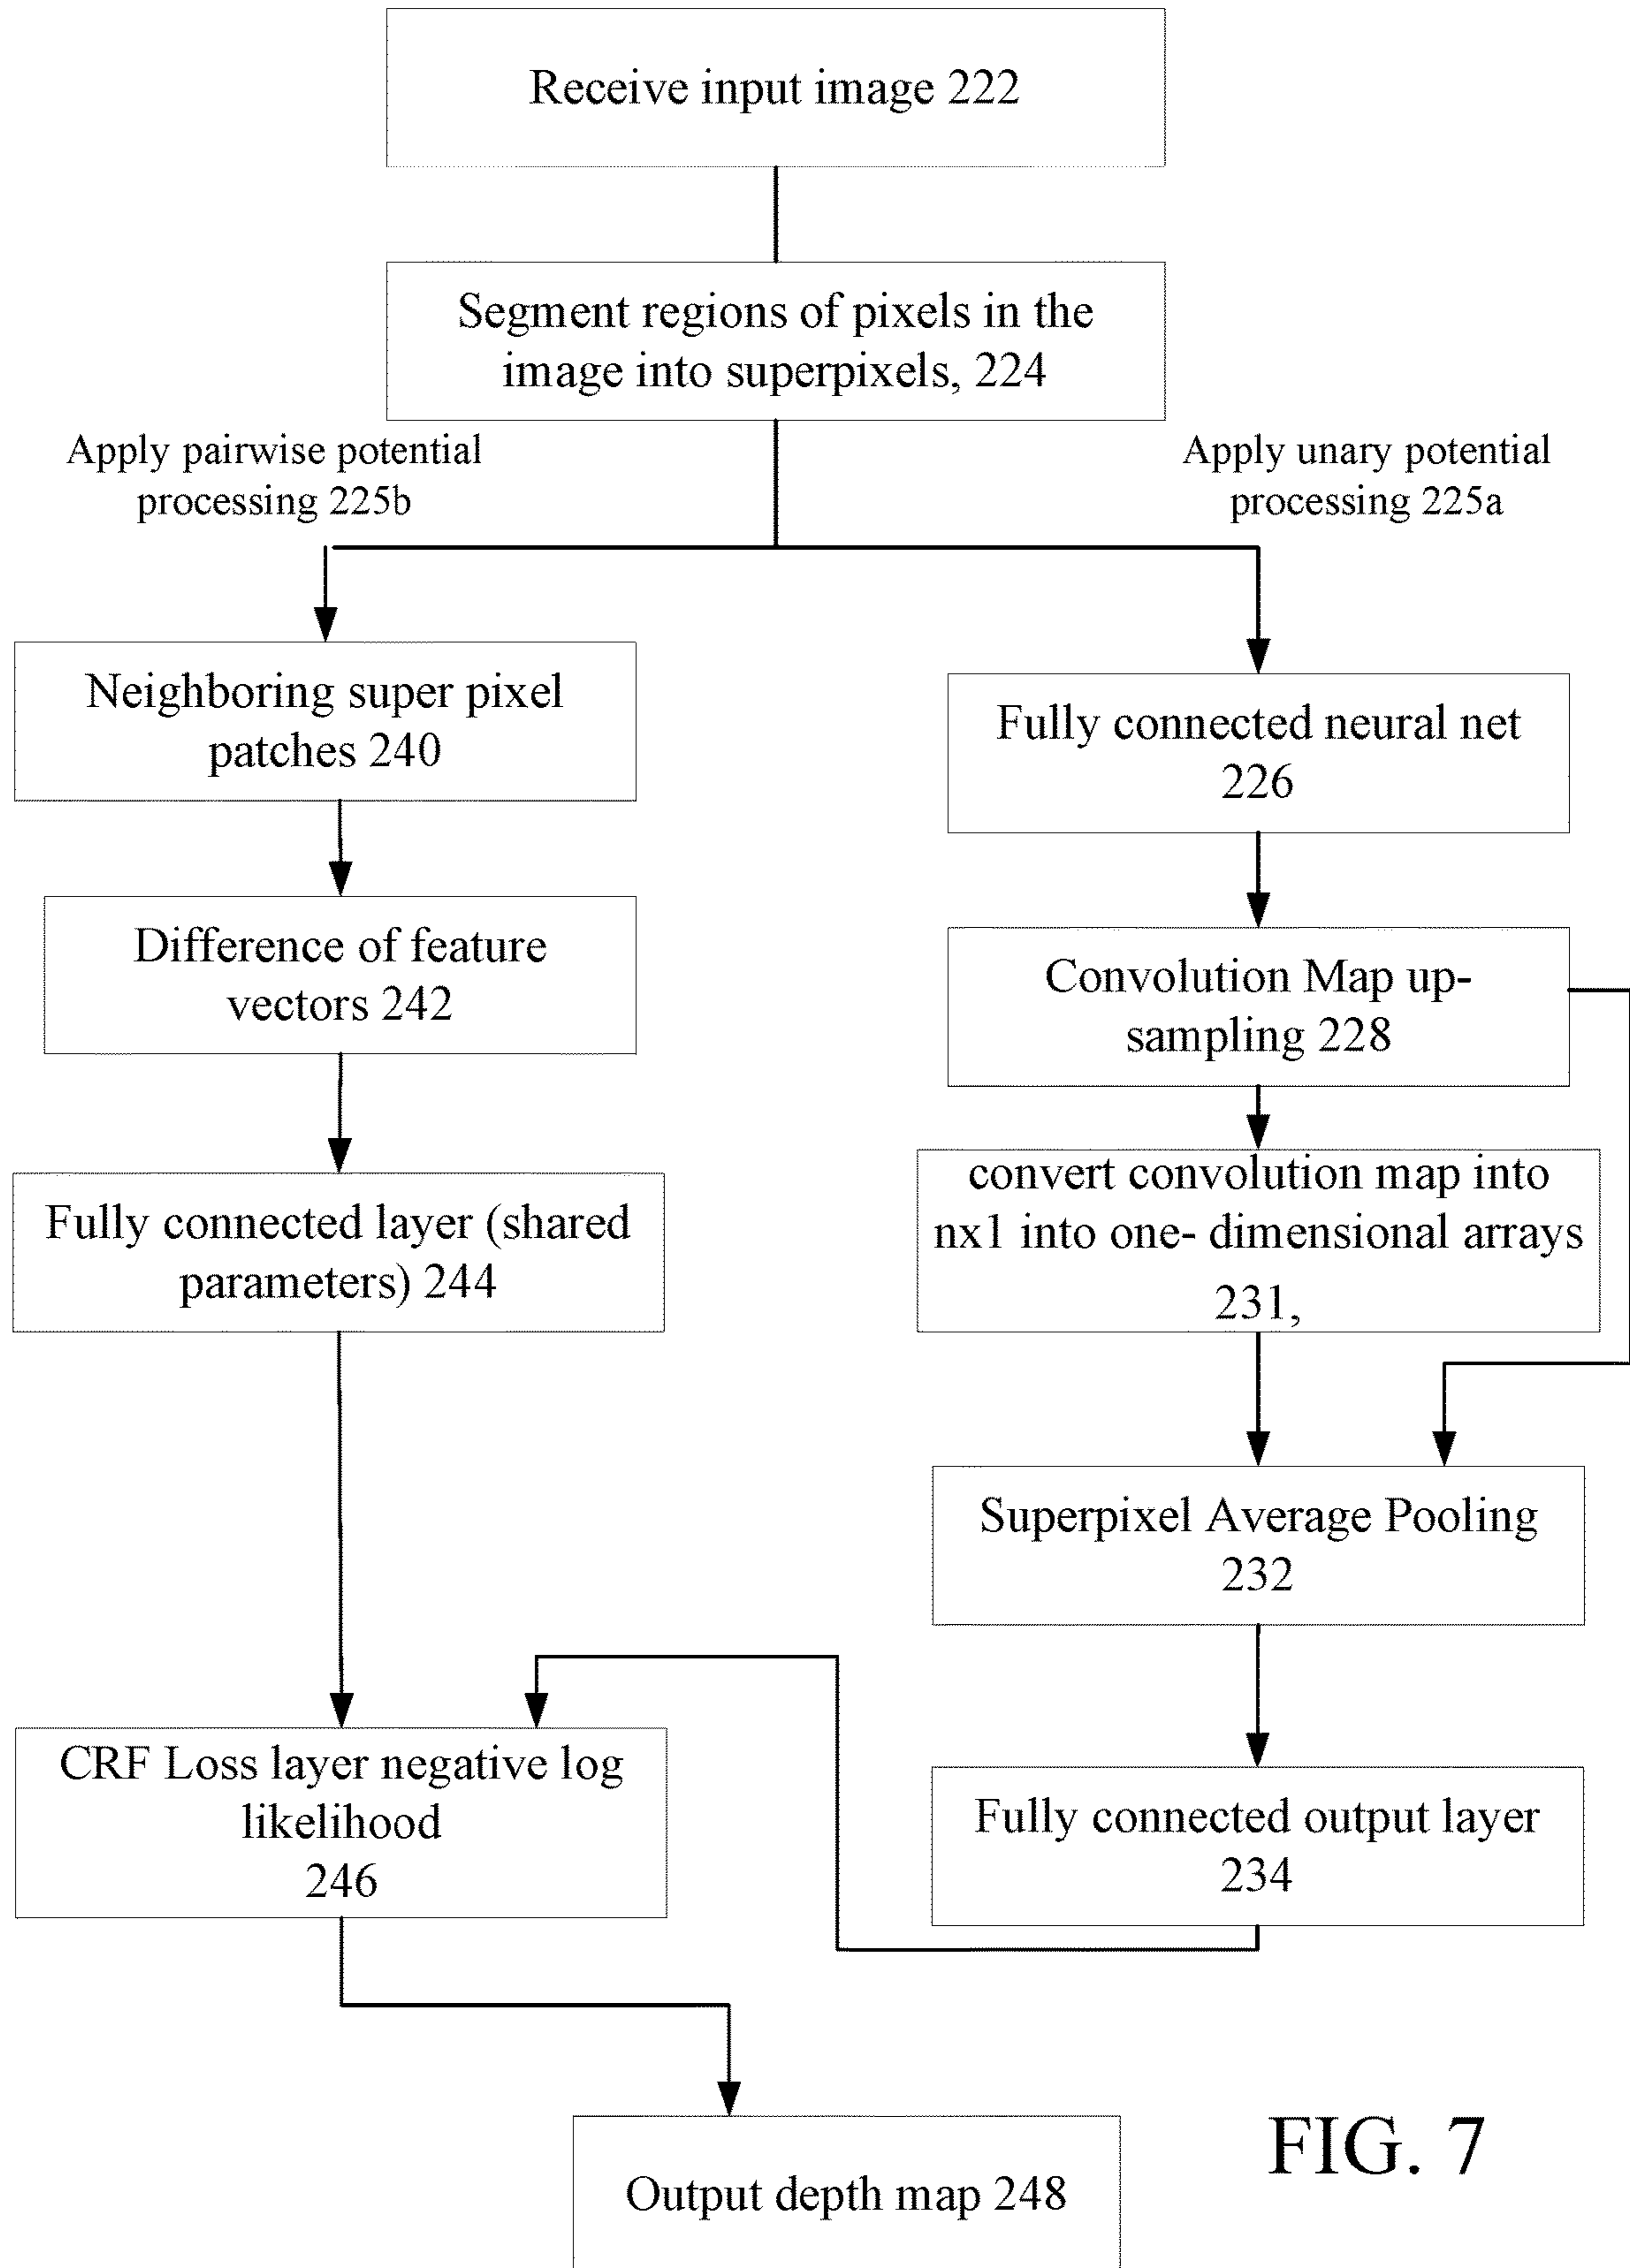 Receive input image 222
Segment regions of pixels in the
image into superpixels, 224
Apply pairwise potential
processing 225b
Apply unary potential
processing 225a
Neighboring super pixel
patches 240
Difference of feature
vectors 242
Fully connected layer (shared
parameters) 244
Fully connected neural net
226
Convolution Map up-
sampling 228
convert convolution map into
nx1 into one- dimensional arrays
231,
Superpixel Average Pooling
232
Fully connected output layer
234
CRF Loss layer negative log
likelihood
246
Output depth map 248
FIG. 7